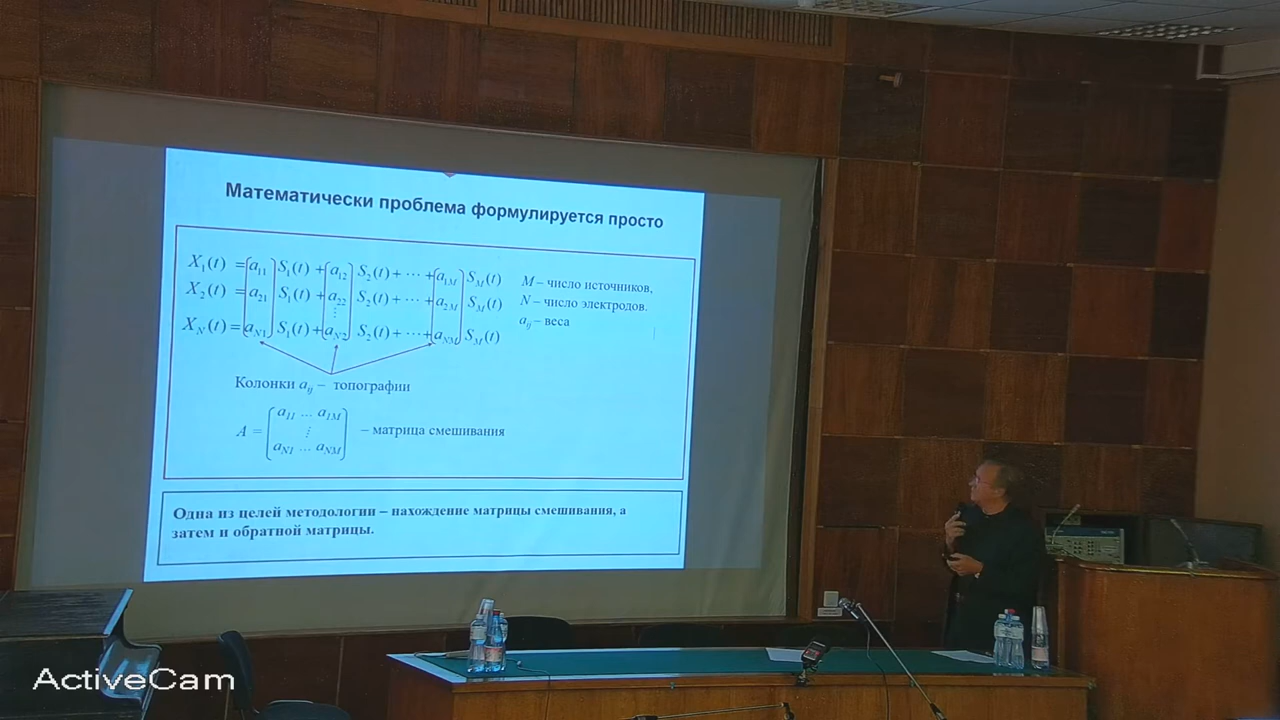 Математически проблема формулируется просто
X₁(t) = a₁₁ S₁(t) + a₁₂ S₂(t) + ⋯ + a₁M SM(t)
X₂(t) = a₂₁ S₁(t) + a₂₂ S₂(t) + ⋯ + a₂M SM(t)
⋮
XN(t) = aN1 S₁(t) + aN2 S₂(t) + ⋯ + aNM SM(t)
M – число источников,
N – число электродов.
aij – веса
Колонки aij – топографии
a₁₁ ... a₁M
A = ⋮ – матрица смешивания
aN1 ... aNM
Одна из целей методологии – нахождение матрицы смешивания, а
затем и обратной матрицы.
ActiveCam